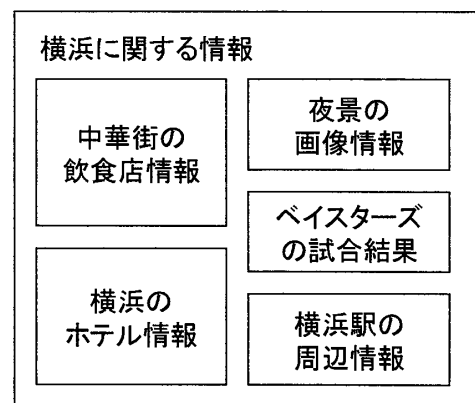 横浜に関する情報
中華街の
飲食店情報
夜景の
画像情報
ベイスターズ
の試合結果
横浜の
ホテル情報
横浜駅の
周辺情報